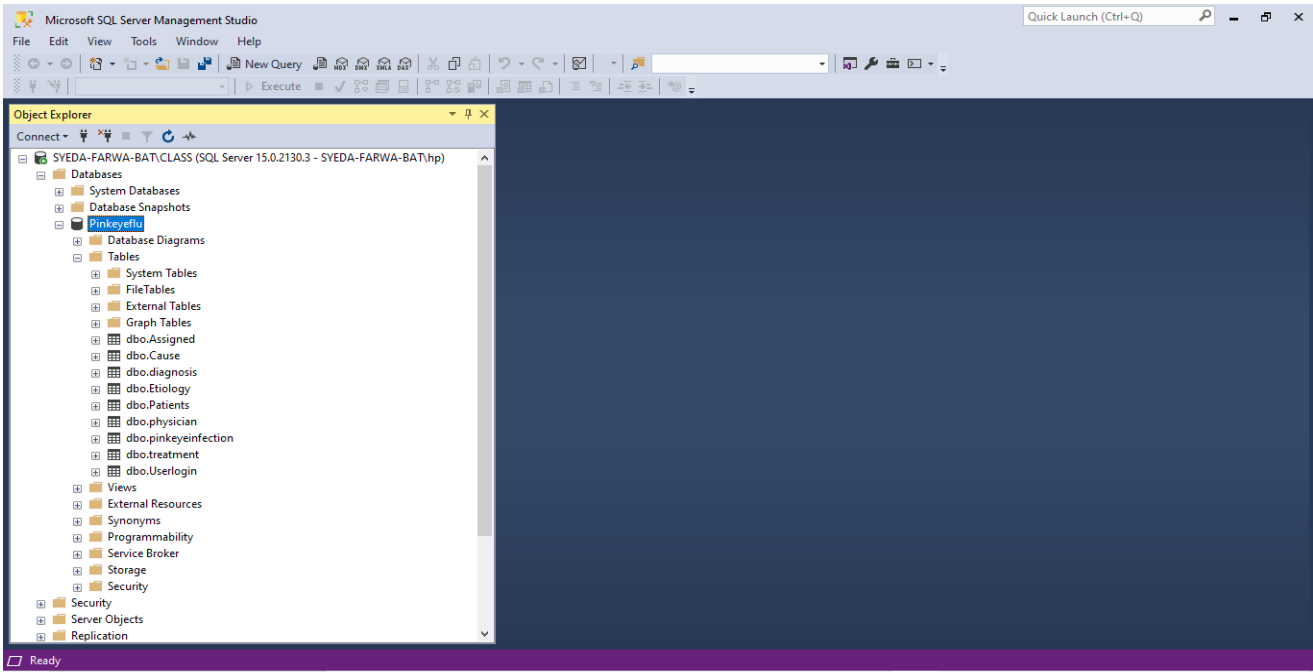 Microsoft SQL Server Management Studio
Quick Launch (Ctrl+Q)
File Edit View Tools Window Help
New Query MDX DMX XMLA DAX
Execute
Object Explorer
Connect
SYEDA-FARWA-BAT\CLASS (SQL Server 15.0.2130.3 - SYEDA-FARWA-BAT\hp)
Databases
System Databases
Database Snapshots
Pinkeyeflu
Database Diagrams
Tables
System Tables
FileTables
External Tables
Graph Tables
dbo.Assigned
dbo.Cause
dbo.diagnosis
dbo.Etiology
dbo.Patients
dbo.physician
dbo.pinkeyeinfection
dbo.treatment
dbo.Userlogin
Views
External Resources
Synonyms
Programmability
Service Broker
Storage
Security
Security
Server Objects
Replication
Ready